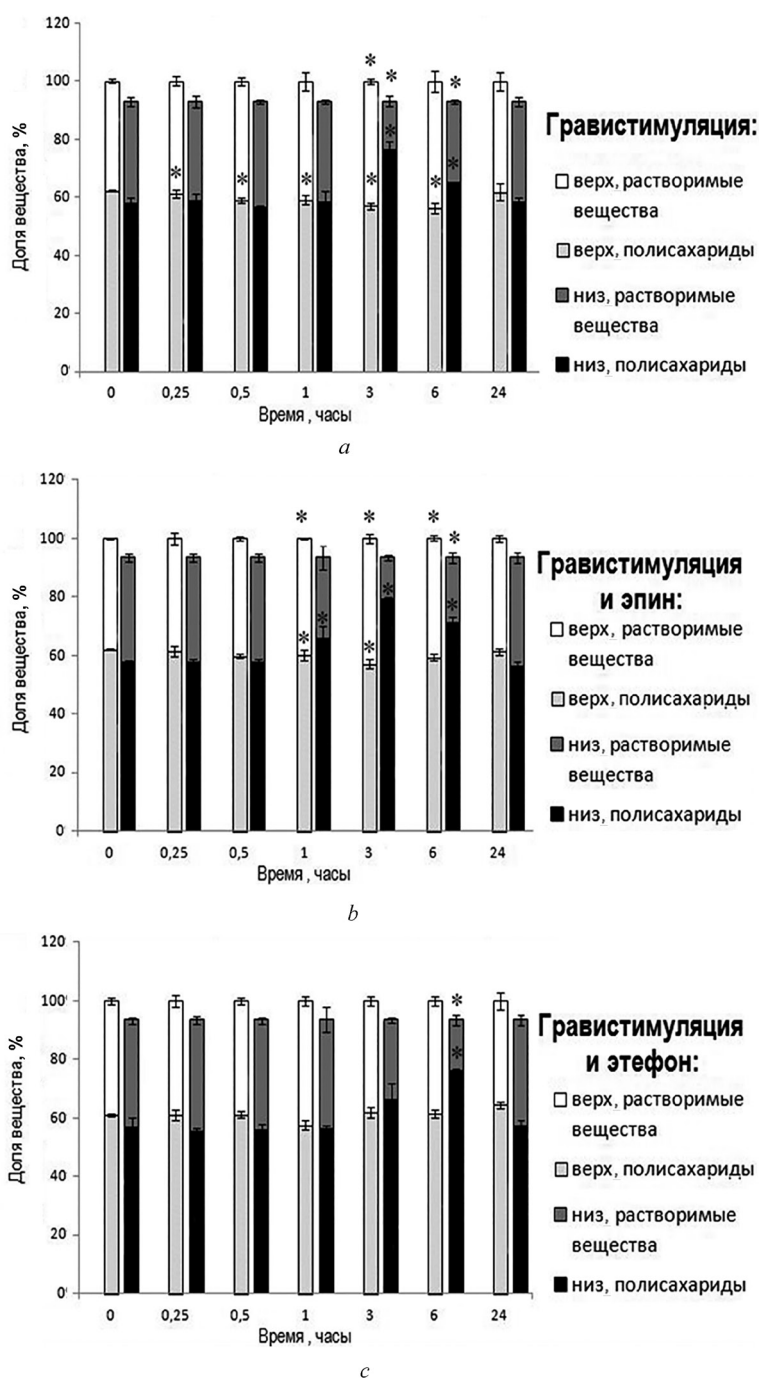 120
100
80
60
40
20
0
Доля вещества, %
0 0,25 0,5 1 3 6 24
Время , часы
* * * * * * * * * * *
Гравистимуляция:
верх, растворимые
вещества
верх, полисахариды
низ, растворимые
вещества
низ, полисахариды
a
120
100
80
60
40
20
0
Доля вещества, %
0 0,25 0,5 1 3 6 24
Время , часы
* * * * * * * * *
Гравистимуляция
и эпин:
верх, растворимые
вещества
верх, полисахариды
низ, растворимые
вещества
низ, полисахариды
b
120
100
80
60
40
20
0
Доля вещества, %
0 0,25 0,5 1 3 6 24
Время , часы
* *
Гравистимуляция
и этефон:
верх, растворимые
вещества
верх, полисахариды
низ, растворимые
вещества
низ, полисахариды
c